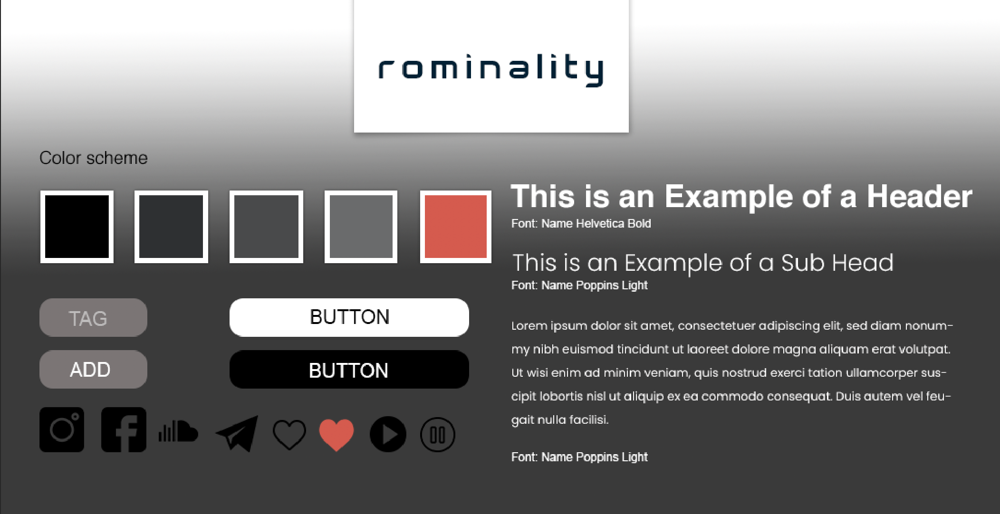 rominality
Color scheme
This is an Example of a Header
Font: Name Helvetica Bold
This is an Example of a Sub Head
Font: Name Poppins Light
TAG
BUTTON
ADD
BUTTON
Lorem ipsum dolor sit amet, consectetuer adipiscing elit, sed diam nonum-
my nibh euismod tincidunt ut laoreet dolore magna aliquam erat volutpat.
Ut wisi enim ad minim veniam, quis nostrud exerci tation ullamcorper sus-
cipit lobortis nisl ut aliquip ex ea commodo consequat. Duis autem vel feu-
gait nulla facilisi.
Font: Name Poppins Light